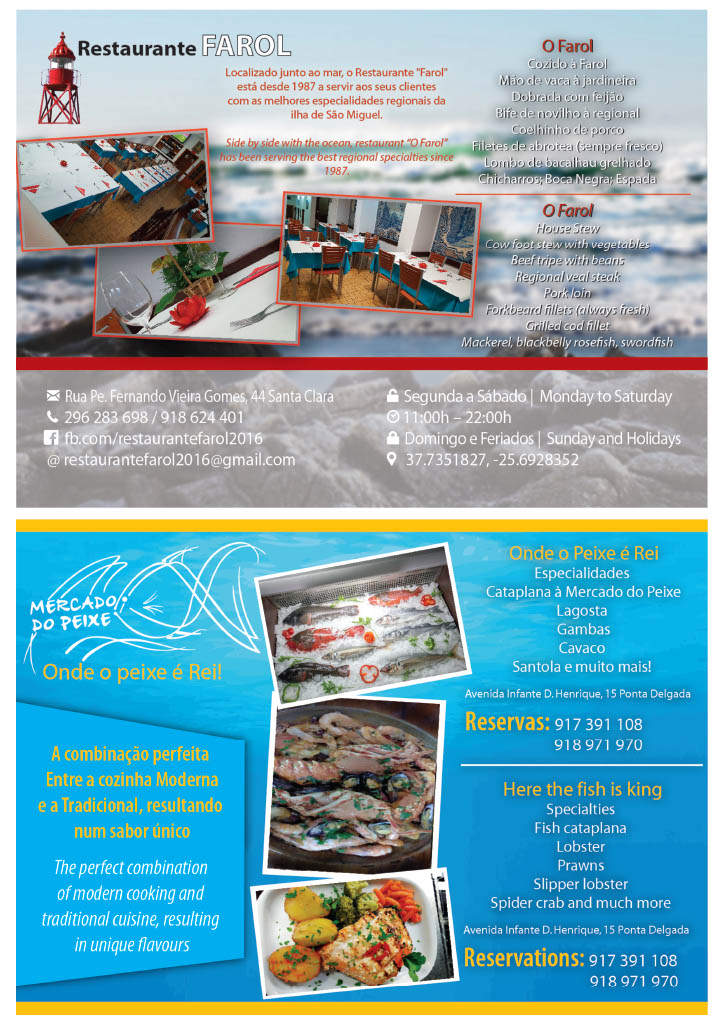 Restaurante FAROL
Localizado junto ao mar, o Restaurante "Farol"
está desde 1987 a servir aos seus clientes
com as melhores especialidades regionais da
ilha de São Miguel.
Side by side with the ocean, restaurant “O Farol”
has been serving the best regional specialties since
1987.
O Farol
Cozido à Farol
Mão de vaca à jardineira
Dobrada com feijão
Bife de novilho à regional
Coelhinho de porco
Filetes de abrotea (sempre fresco)
Lombo de bacalhau grelhado
Chicharros; Boca Negra; Espada
O Farol
House Stew
Cow foot stew with vegetables
Beef tripe with beans
Regional veal steak
Pork loin
Forkbeard fillets (always fresh)
Grilled cod fillet
Mackerel, blackbelly rosefish, swordfish
Rua Pe. Fernando Vieira Gomes, 44 Santa Clara
296 283 698 / 918 624 401
fb.com/restaurantefarol2016
@ restaurantefarol2016@gmail.com
Segunda a Sábado | Monday to Saturday
11:00h – 22:00h
Domingo e Feriados | Sunday and Holidays
37.7351827, -25.6928352
MERCADO
DO PEIXE
Onde o peixe é Rei!
A combinação perfeita
Entre a cozinha Moderna
e a Tradicional, resultando
num sabor único
The perfect combination
of modern cooking and
traditional cuisine, resulting
in unique flavours
Onde o Peixe é Rei
Especialidades
Cataplana à Mercado do Peixe
Lagosta
Gambas
Cavaco
Santola e muito mais!
Avenida Infante D. Henrique, 15 Ponta Delgada
Reservas: 917 391 108
918 971 970
Here the fish is king
Specialties
Fish cataplana
Lobster
Prawns
Slipper lobster
Spider crab and much more
Avenida Infante D. Henrique, 15 Ponta Delgada
Reservations: 917 391 108
918 971 970